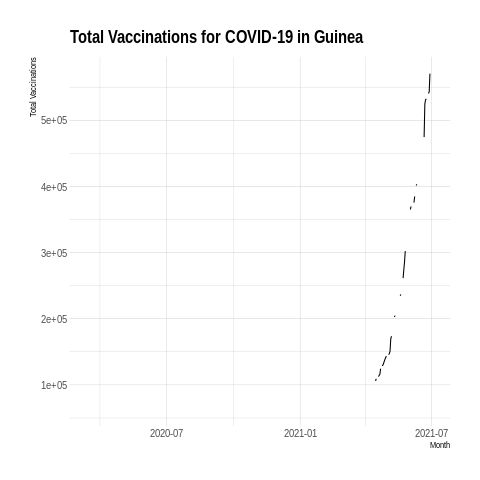 Total Vaccinations for COVID-19 in Guinea
Total Vaccinations
5e+05
4e+05
3e+05
2e+05
1e+05
2020-07
2021-01
2021-07
Month